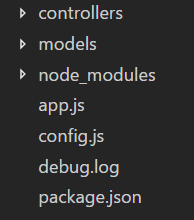 controllers
models
node_modules
app.js
config.js
debug.log
package.json